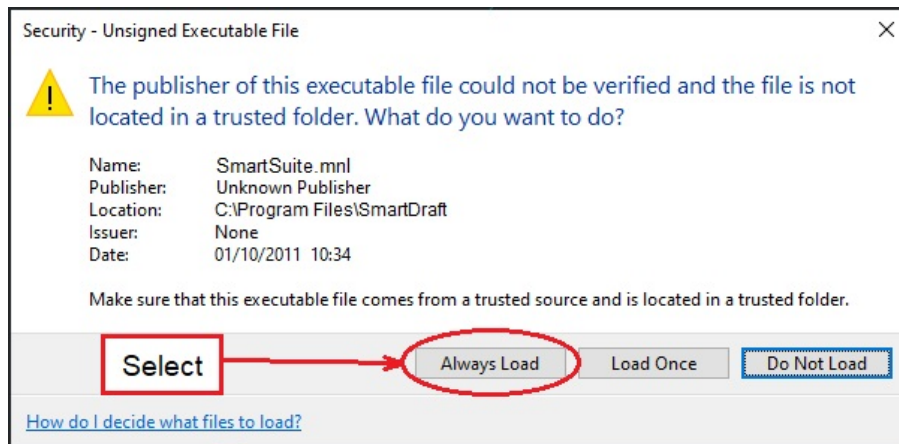 Security - Unsigned Executable File
The publisher of this executable file could not be verified and the file is not
located in a trusted folder. What do you want to do?
Name: SmartSuite.mnl
Publisher: Unknown Publisher
Location: C:\Program Files\SmartDraft
Issuer: None
Date: 01/10/2011 10:34
Make sure that this executable file comes from a trusted source and is located in a trusted folder.
Select Always Load Load Once Do Not Load
How do I decide what files to load?